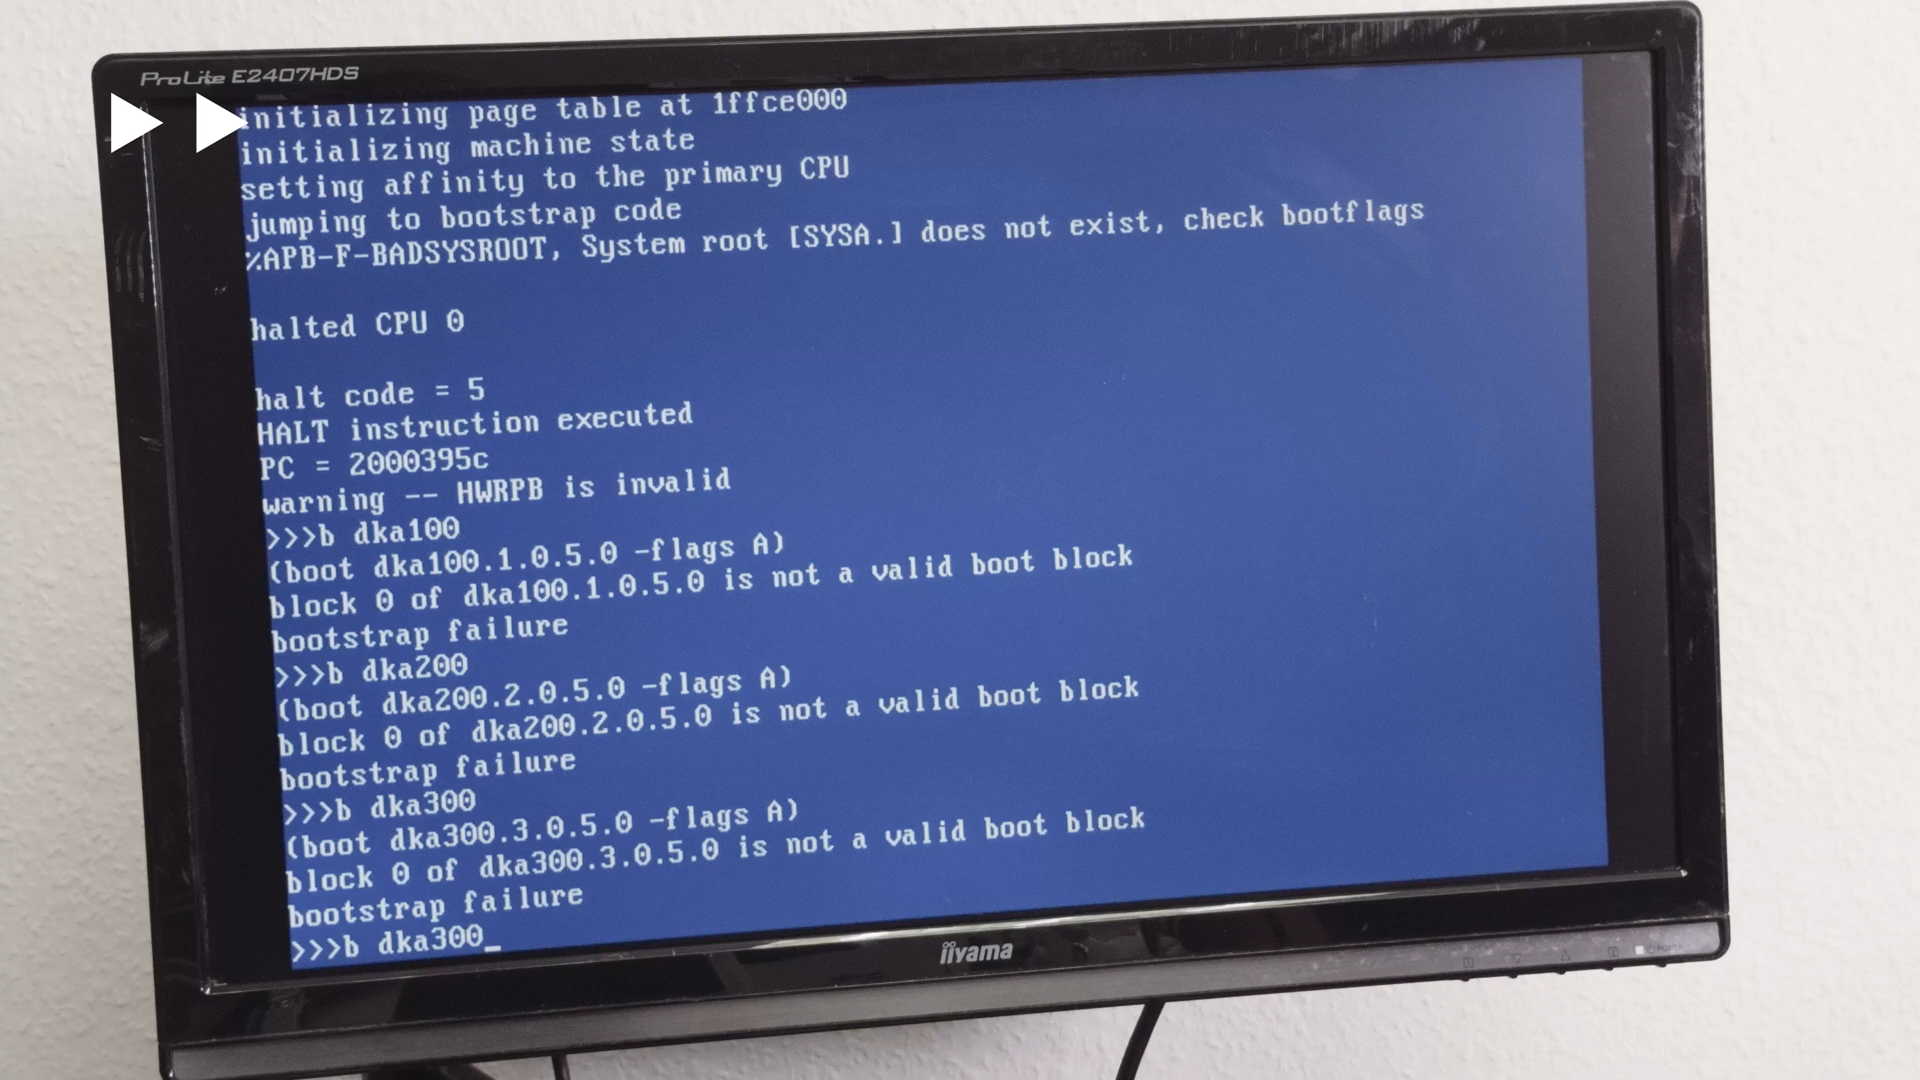 ProLite E2407HDS
initializing page table at 1ffce000
initializing machine state
setting affinity to the primary CPU
jumping to bootstrap code
%APB-F-BADSYSROOT, System root [SYSA.] does not exist, check bootflags
halted CPU 0
halt code = 5
HALT instruction executed
PC = 2000395c
warning -- HWRPB is invalid
>>>b dka100
(boot dka100.1.0.5.0 -flags A)
block 0 of dka100.1.0.5.0 is not a valid boot block
bootstrap failure
>>>b dka200
(boot dka200.2.0.5.0 -flags A)
block 0 of dka200.2.0.5.0 is not a valid boot block
bootstrap failure
>>>b dka300
(boot dka300.3.0.5.0 -flags A)
block 0 of dka300.3.0.5.0 is not a valid boot block
bootstrap failure
>>>b dka300_
iiyama